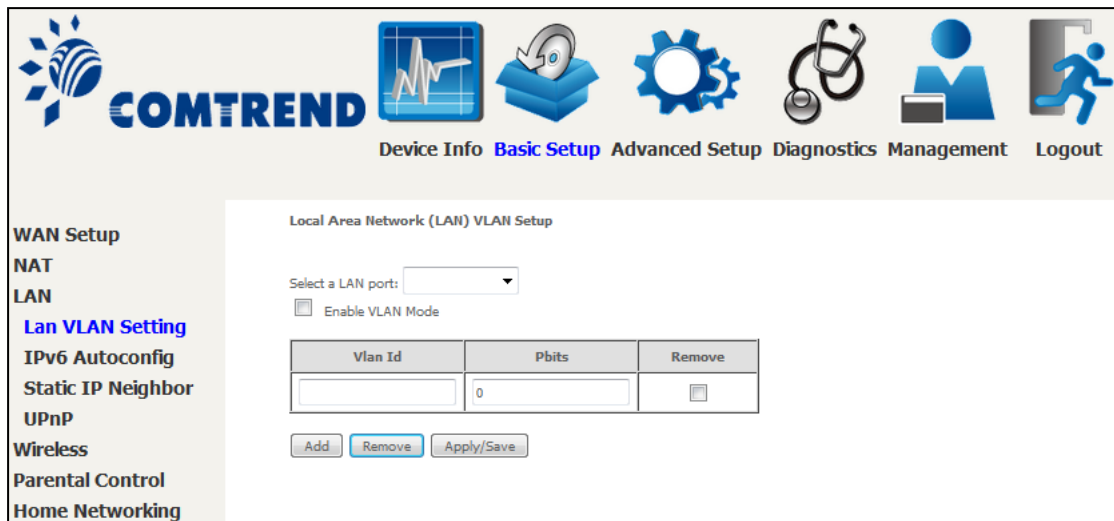 COMTREND
Device Info Basic Setup Advanced Setup Diagnostics Management Logout
WAN Setup
NAT
LAN
Lan VLAN Setting
IPv6 Autoconfig
Static IP Neighbor
UPnP
Wireless
Parental Control
Home Networking
Local Area Network (LAN) VLAN Setup
Select a LAN port:
Enable VLAN Mode
Vlan Id Pbits Remove
0
Add Remove Apply/Save